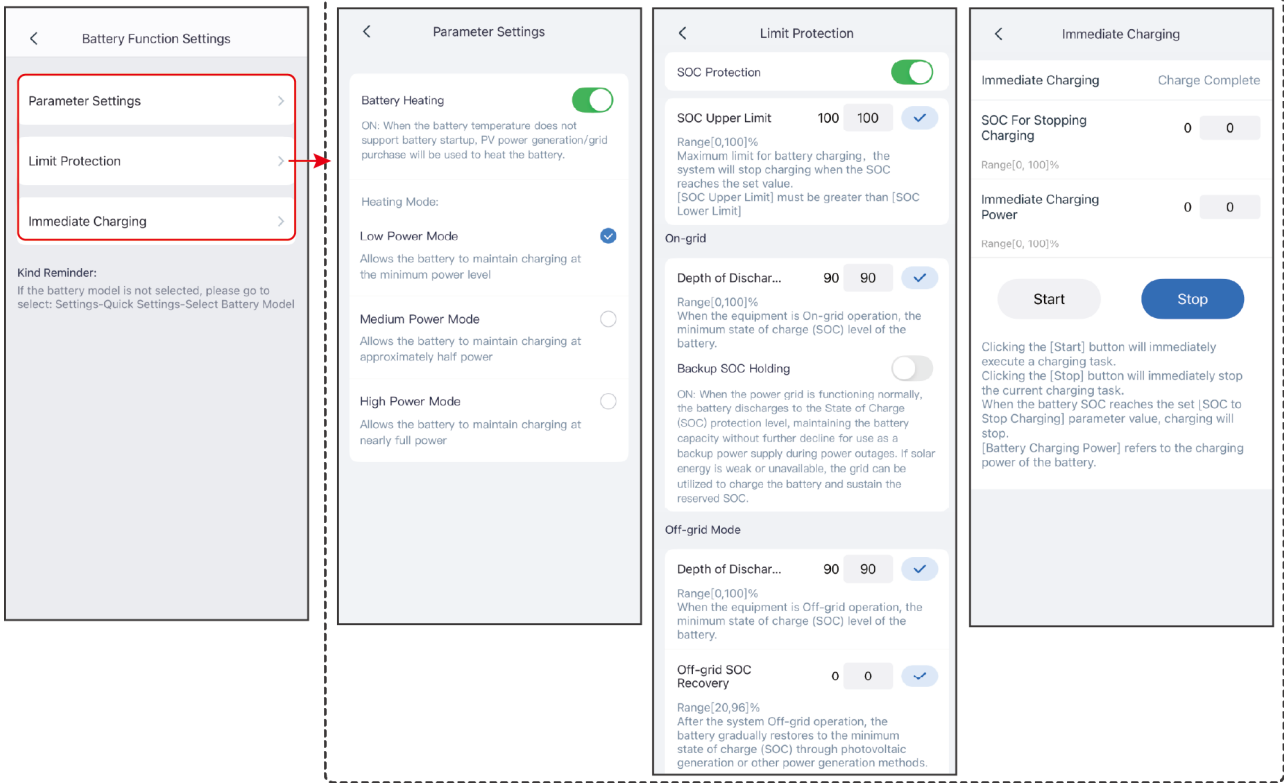 Battery Function Settings
Parameter Settings
Limit Protection
Immediate Charging
Kind Reminder:
If the battery model is not selected, please go to
select: Settings-Quick Settings-Select Battery Model
Parameter Settings
Battery Heating
ON: When the battery temperature does not
support battery startup, PV power generation/grid
purchase will be used to heat the battery.
Heating Mode:
Low Power Mode
Allows the battery to maintain charging at
the minimum power level
Medium Power Mode
Allows the battery to maintain charging at
approximately half power
High Power Mode
Allows the battery to maintain charging at
nearly full power
Limit Protection
SOC Protection
SOC Upper Limit 100 100
Range[0,100]%
Maximum limit for battery charging, the
system will stop charging when the SOC
reaches the set value.
[SOC Upper Limit] must be greater than [SOC
Lower Limit]
On-grid
Depth of Dischar... 90 90
Range[0,100]%
When the equipment is On-grid operation, the
minimum state of charge (SOC) level of the
battery.
Backup SOC Holding
ON: When the power grid is functioning normally,
the battery discharges to the State of Charge
(SOC) protection level, maintaining the battery
capacity without further decline for use as a
backup power supply during power outages. If solar
energy is weak or unavailable, the grid can be
utilized to charge the battery and sustain the
reserved SOC.
Off-grid Mode
Depth of Dischar... 90 90
Range[0,100]%
When the equipment is Off-grid operation, the
minimum state of charge (SOC) level of the
battery.
Off-grid SOC
Recovery 0 0
Range[20,96]%
After the system Off-grid operation, the
battery gradually restores to the minimum
state of charge (SOC) through photovoltaic
generation or other power generation methods.
Immediate Charging
Immediate Charging Charge Complete
SOC For Stopping
Charging 0 0
Range[0, 100]%
Immediate Charging
Power 0 0
Range[0, 100]%
Start Stop
Clicking the [Start] button will immediately
execute a charging task.
Clicking the [Stop] button will immediately stop
the current charging task.
When the battery SOC reaches the set [SOC to
Stop Charging] parameter value, charging will
stop.
[Battery Charging Power] refers to the charging
power of the battery.